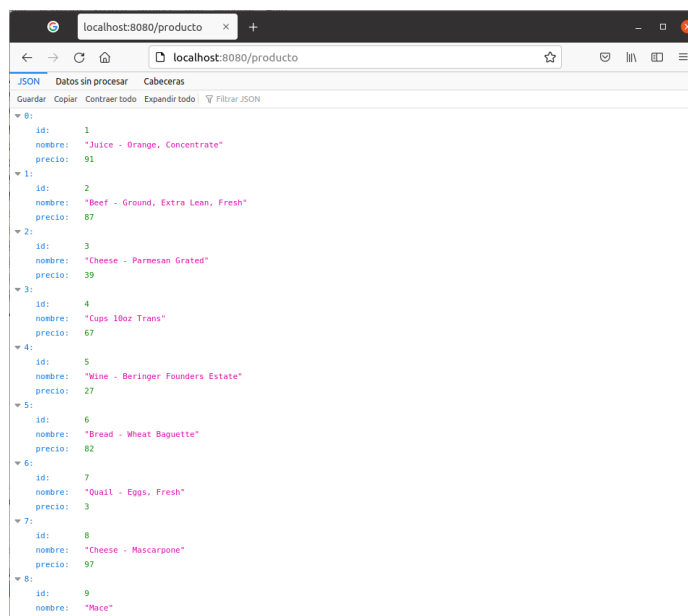 localhost:8080/producto
localhost:8080/producto
JSON Datos sin procesar Cabeceras
Guardar Copiar Contraer todo Expandir todo Filtrar JSON
0:
id: 1
nombre: "Juice - Orange, Concentrate"
precio: 91
1:
id: 2
nombre: "Beef - Ground, Extra Lean, Fresh"
precio: 87
2:
id: 3
nombre: "Cheese - Parmesan Grated"
precio: 39
3:
id: 4
nombre: "Cups 10oz Trans"
precio: 67
4:
id: 5
nombre: "Wine - Beringer Founders Estate"
precio: 27
5:
id: 6
nombre: "Bread - Wheat Baguette"
precio: 82
6:
id: 7
nombre: "Quail - Eggs, Fresh"
precio: 3
7:
id: 8
nombre: "Cheese - Mascarpone"
precio: 97
8:
id: 9
nombre: "Mace"